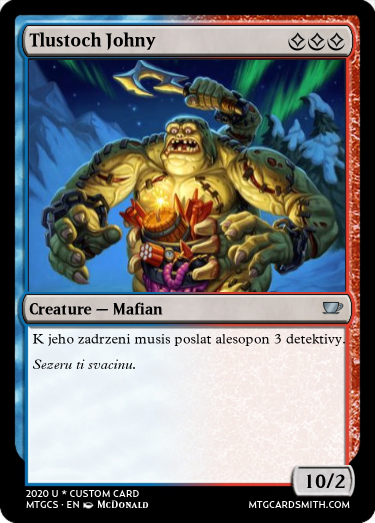 Tlustoch Johny
Creature — Mafian
K jeho zadrzeni musis poslat alesopon 3 detektivy.
Sezeru ti svacinu.
10/2
2020 U * CUSTOM CARD
MTGCS · EN McDonald
MTGCARDSMITH.COM